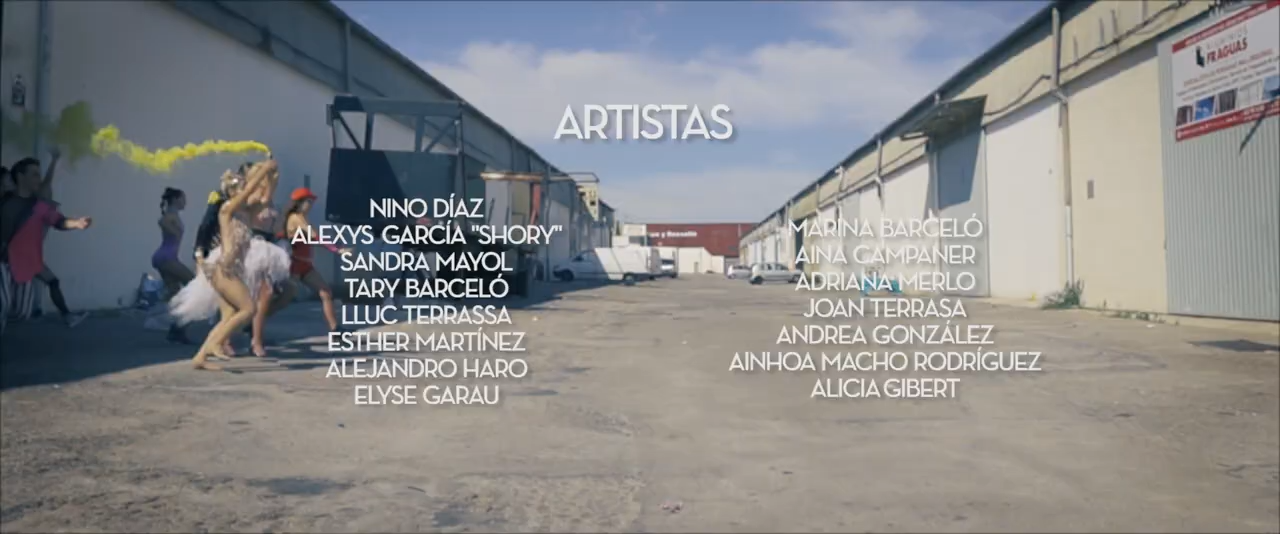 ARTISTAS
NINO DÍAZ
ALEXYS GARCÍA "SHORY"
SANDRA MAYOL
TARY BARCELÓ
LLUC TERRASSA
ESTHER MARTÍNEZ
ALEJANDRO HARO
ELYSE GARAU
MARINA BARCELÓ
AINA CAMPANER
ADRIANA MERLO
JOAN TERRASA
ANDREA GONZÁLEZ
AINHOA MACHO RODRÍGUEZ
ALICIA GIBERT
FRAGUAS